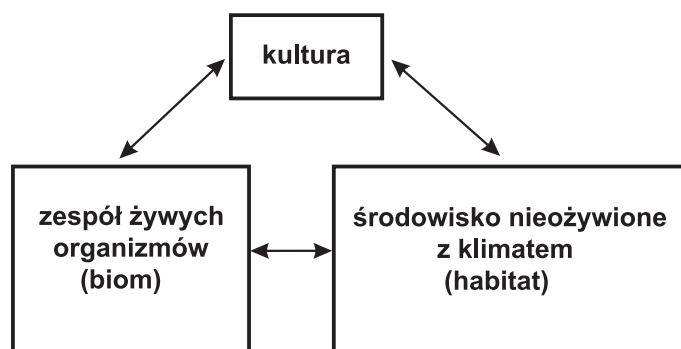 kultura
zespół żywych
organizmów
(biom)
środowisko nieożywione
z klimatem
(habitat)